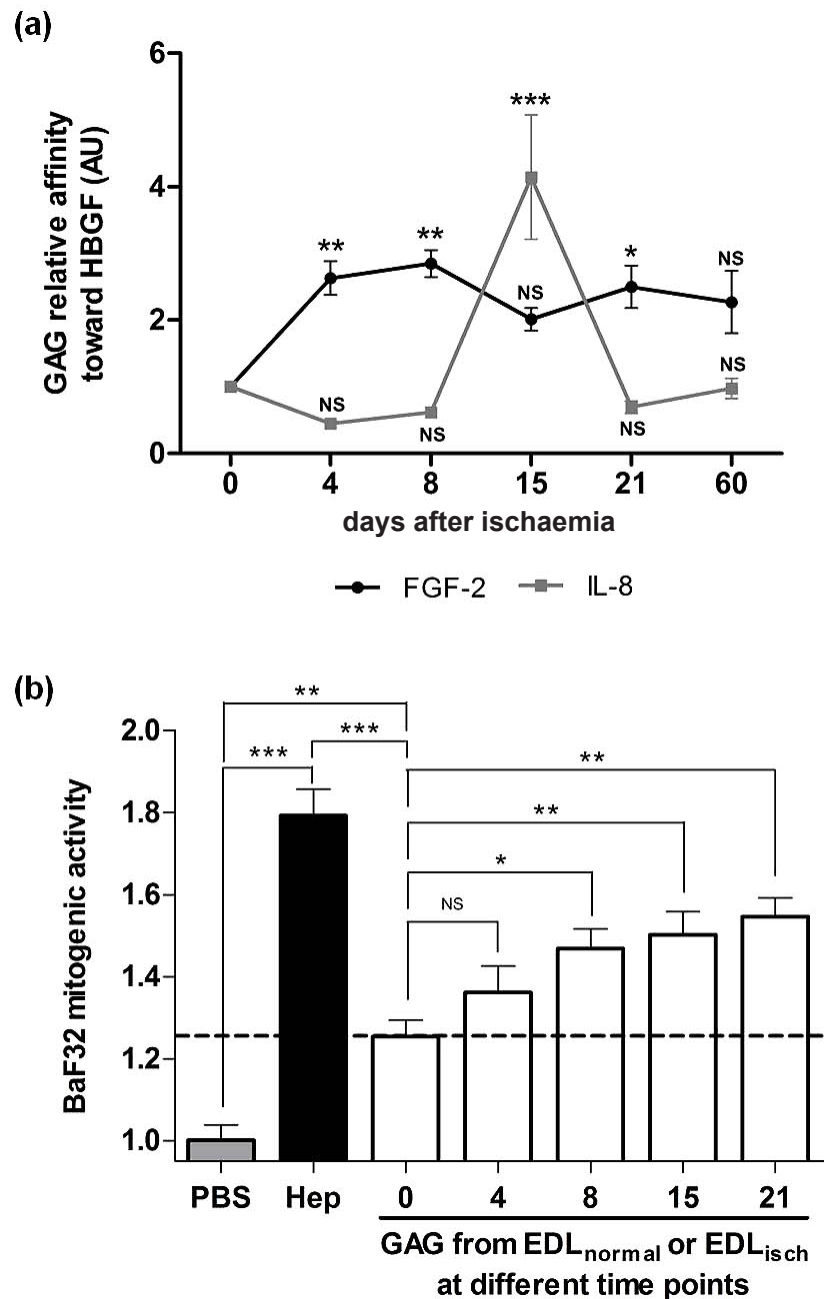 (a)
GAG relative affinity
toward HBGF (AU)
6
4
2
0
***
**
**
*
NS
NS
NS
NS
NS
NS
NS
0 4 8 15 21 60
days after ischaemia
FGF-2 IL-8
(b)
BaF32 mitogenic activity
2.0
1.8
1.6
1.4
1.2
1.0
**
***
***
**
**
*
NS
PBS Hep 0 4 8 15 21
GAG from EDLnormal or EDLisch
at different time points